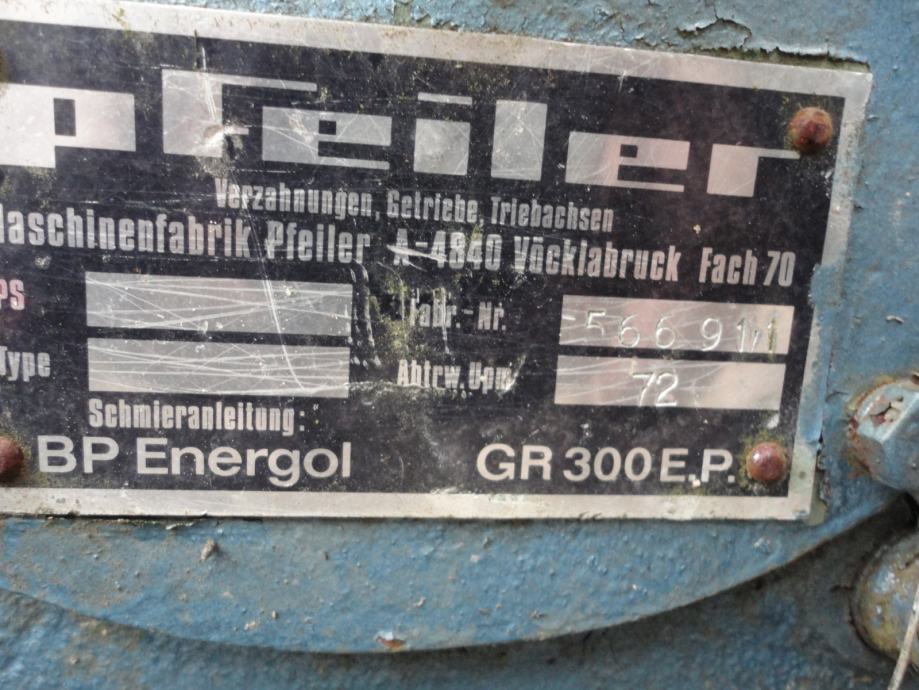 pfeiler
Verzahnungen, Getriebe, Triebachsen
Maschinenfabrik Pfeiler A-4840 Vöcklabruck Fach 70
PS Fabr.-Nr. 56691
Type Abtrw. Upm 72
Schmieranleitung:
BP Energol GR 300 E.P.